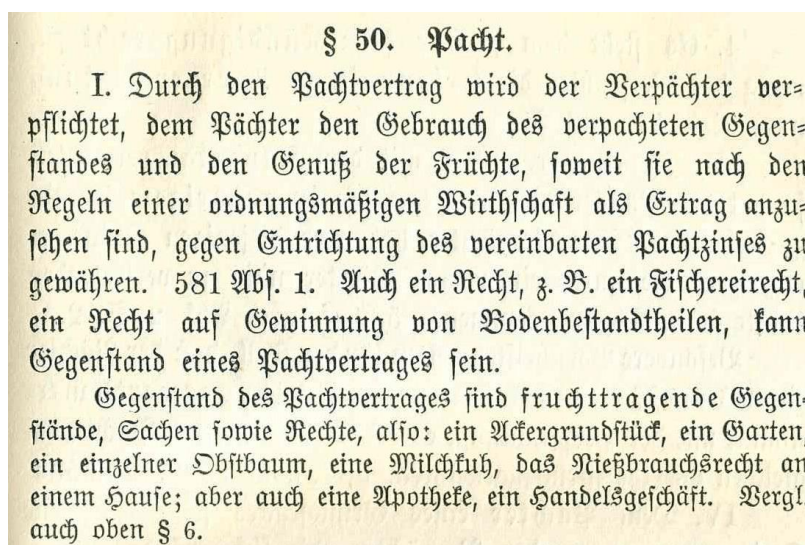 § 50. Pacht.
I. Durch den Pachtvertrag wird der Verpächter ver-
pflichtet, dem Pächter den Gebrauch des verpachteten Gegen-
standes und den Genuß der Früchte, soweit sie nach den
Regeln einer ordnungsmäßigen Wirthschaft als Ertrag anzu-
sehen sind, gegen Entrichtung des vereinbarten Pachtzinses zu
gewähren. 581 Abs. 1. Auch ein Recht, z. B. ein Fischereirecht,
ein Recht auf Gewinnung von Bodenbestandtheilen, kann
Gegenstand eines Pachtvertrages sein.
Gegenstand des Pachtvertrages sind fruchttragende Gegen-
stände, Sachen sowie Rechte, also: ein Ackergrundstück, ein Garten,
ein einzelner Obstbaum, eine Milchkuh, das Nießbrauchsrecht an
einem Hause; aber auch eine Apotheke, ein Handelsgeschäft. Vergl.
auch oben § 6.